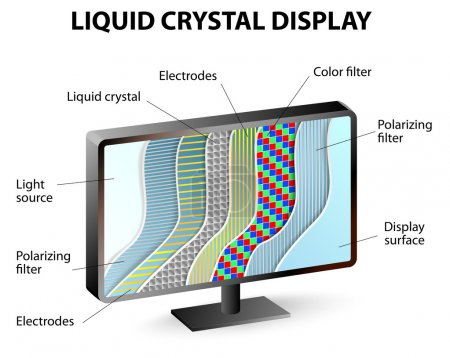 LIQUID CRYSTAL DISPLAY
Electrodes
Color filter
Liquid crystal
Polarizing
filter
Light
source
Display
surface
Polarizing
filter
Electrodes